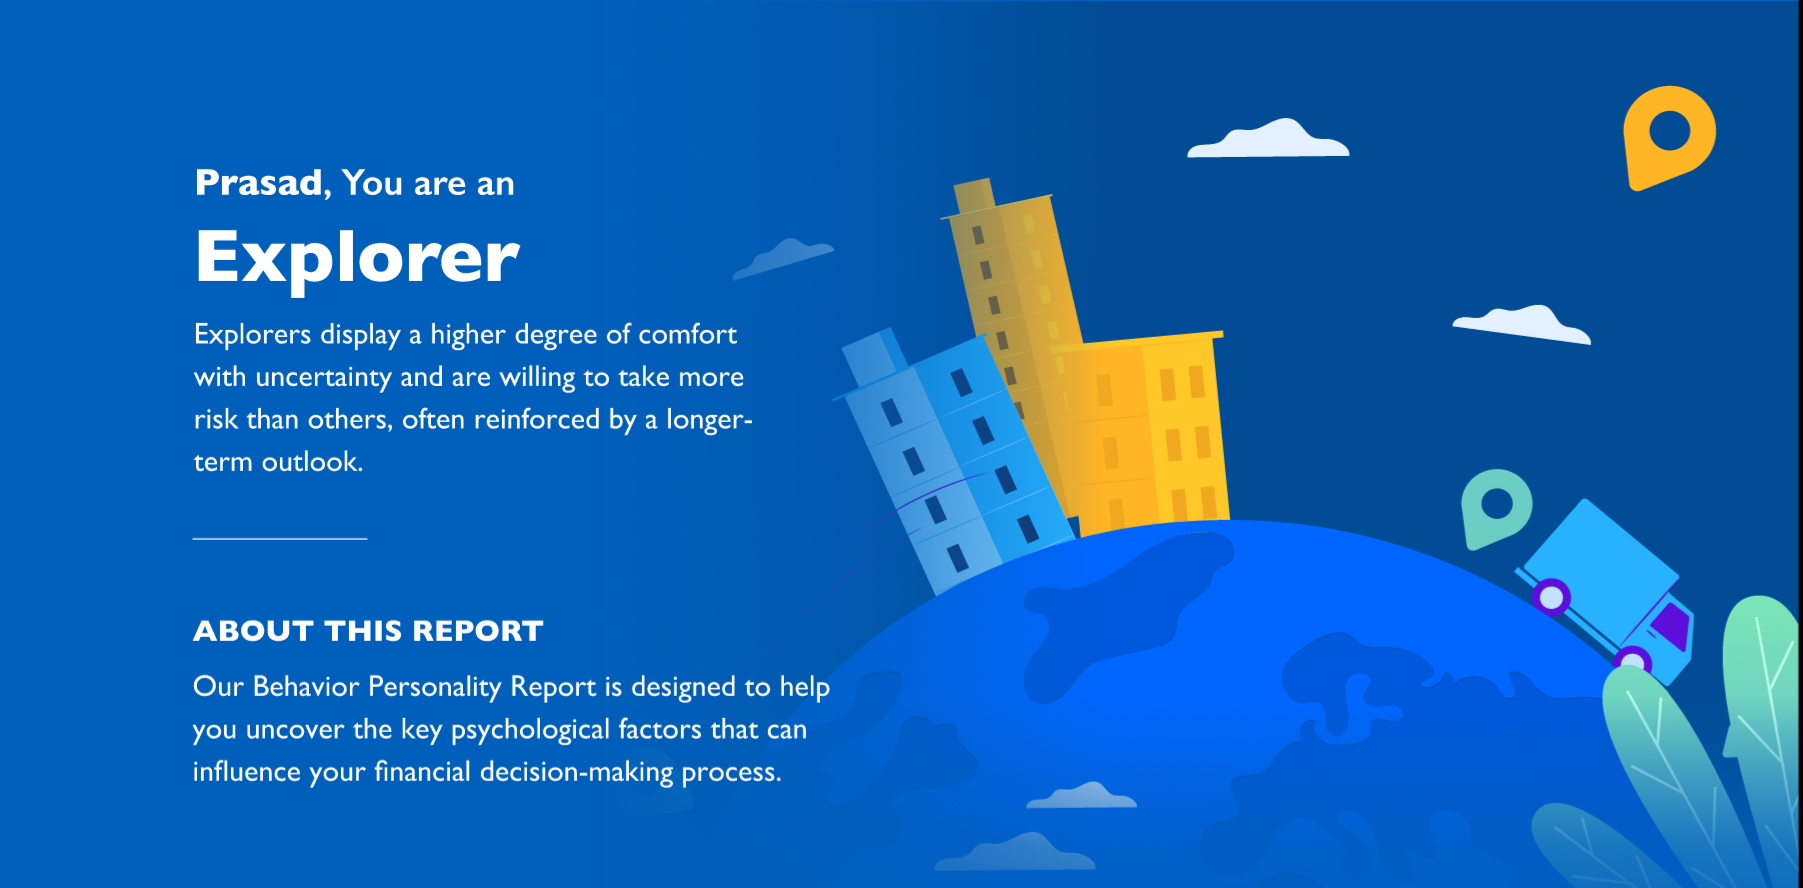 Prasad, You are an
Explorer
Explorers display a higher degree of comfort
with uncertainty and are willing to take more
risk than others, often reinforced by a longer-
term outlook.
ABOUT THIS REPORT
Our Behavior Personality Report is designed to help
you uncover the key psychological factors that can
influence your financial decision-making process.